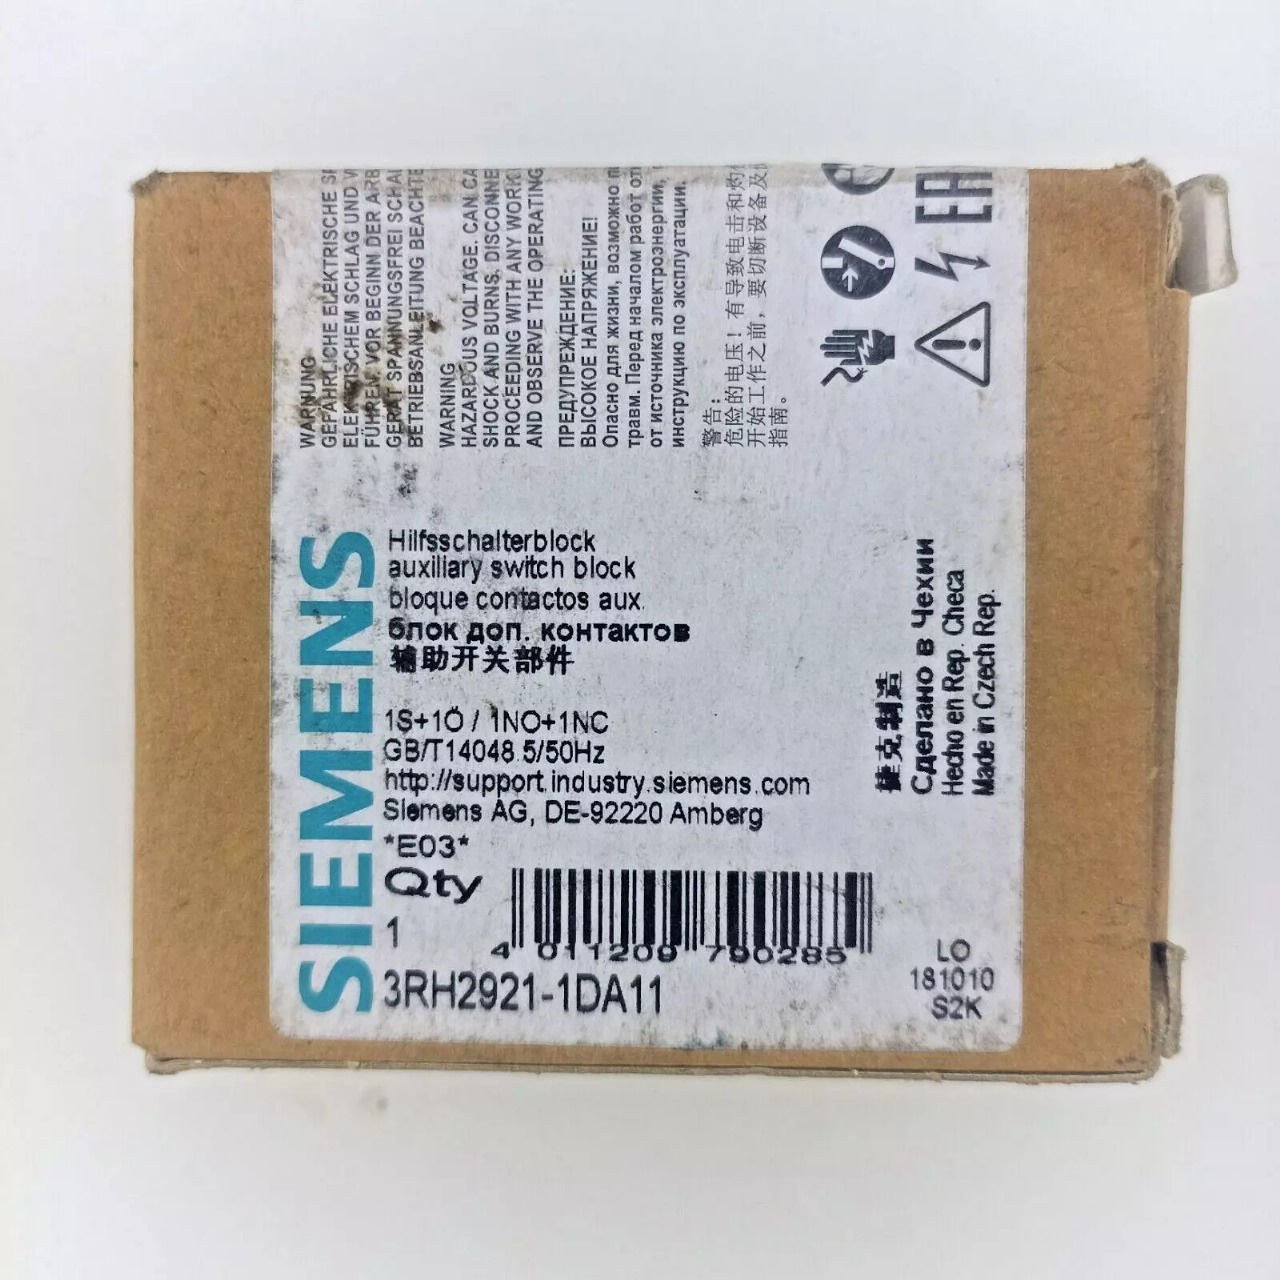 WARNUNG
GEFÄHRLICHE ELEKTRISCHE
ELEKTRISCHEM SCHLAG UND
FÜHREN. VOR BEGINN DER ARB
GERÄT SPANNUNGSFREI SCHA
BETRIEBSANLEITUNG BEACHTE
WARNING
HAZARDOUS VOLTAGE. CAN CA
SHOCK AND BURNS. DISCONNE
PROCEEDING WITH ANY WORK
AND OBSERVE THE OPERATING
ПРЕДУПРЕЖДЕНИЕ:
ВЫСОКОЕ НАПРЯЖЕНИЕ!
Опасно для жизни, возможно п
травм. Перед началом работ от
от источника электроэнергии,
инструкцию по эксплуатации.
警告:
危险的电压! 有导致电击和灼
开始工作之前, 要切断设备及
指南。
EAC
SIEMENS
Hilfsschalterblock
auxiliary switch block
bloque contactos aux.
блок доп. контактов
辅助开关部件
1S+1Ö / 1NO+1NC
GB/T14048.5/50Hz
http://support.industry.siemens.com
Siemens AG, DE-92220 Amberg
*E03*
Qty
1
4 011209 790285
3RH2921-1DA11
捷克制造
Сделано в Чехии
Hecho en Rep. Checa
Made in Czech Rep.
LO
181010
S2K